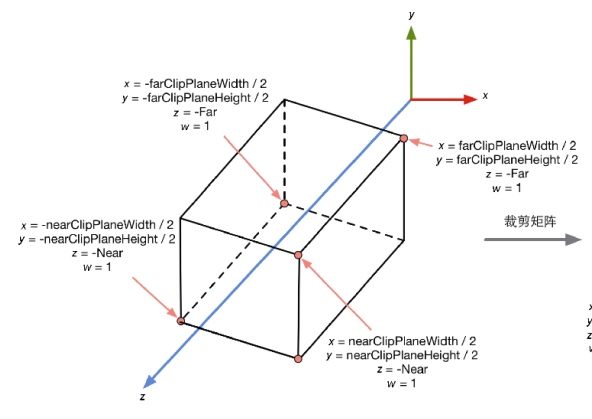 y
x
x = -farClipPlaneWidth / 2
y = -farClipPlaneHeight / 2
z = -Far
w = 1
x = farClipPlaneWidth / 2
y = farClipPlaneHeight / 2
z = -Far
w = 1
x = -nearClipPlaneWidth / 2
y = -nearClipPlaneHeight / 2
z = -Near
w = 1
裁剪矩阵
x = nearClipPlaneWidth / 2
y = nearClipPlaneHeight / 2
z = -Near
w = 1
z